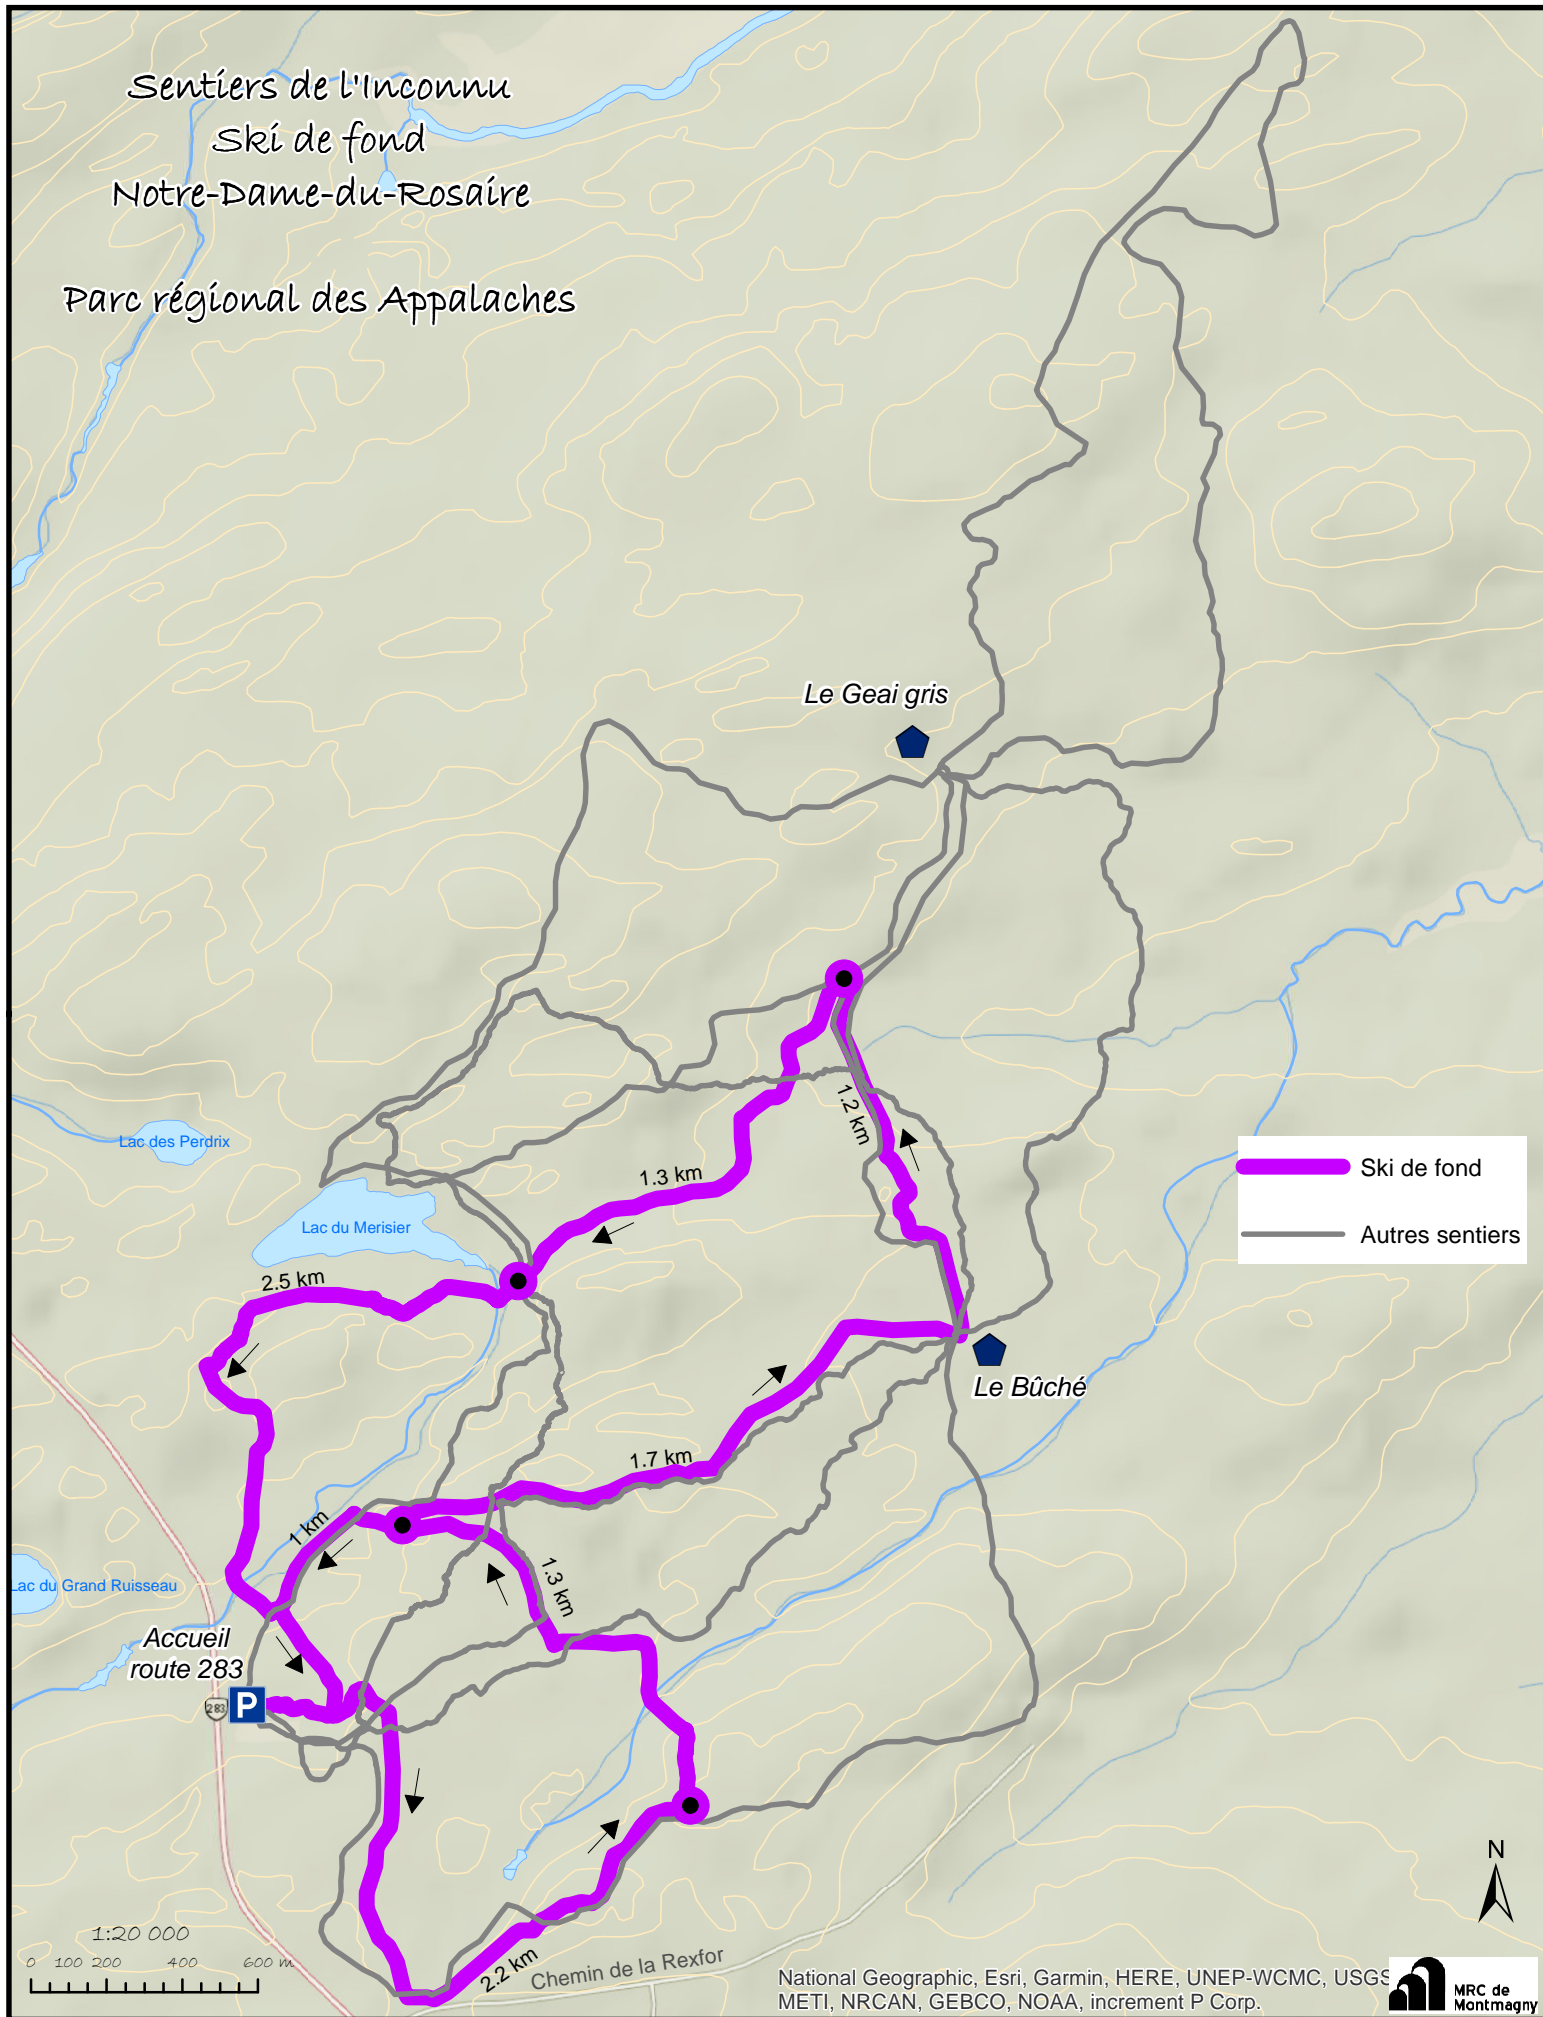 Sentiers de l'Inconnu
Ski de fond
Notre-Dame-du-Rosaire
Parc régional des Appalaches
Le Geai gris
1.2 km
Lac des Perdrix
1.3 km
Ski de fond
Lac du Merisier
Autres sentiers
2.5 km
Le Bûché
1.7 km
1 km
1.3 km
Lac du Grand Ruisseau
Accueil
route 283
283
P
N
1:20 000
0 100 200 400 600 m
2.2 km
Chemin de la Rexfor
National Geographic, Esri, Garmin, HERE, UNEP-WCMC, USGS
METI, NRCAN, GEBCO, NOAA, increment P Corp.
MRC de
Montmagny